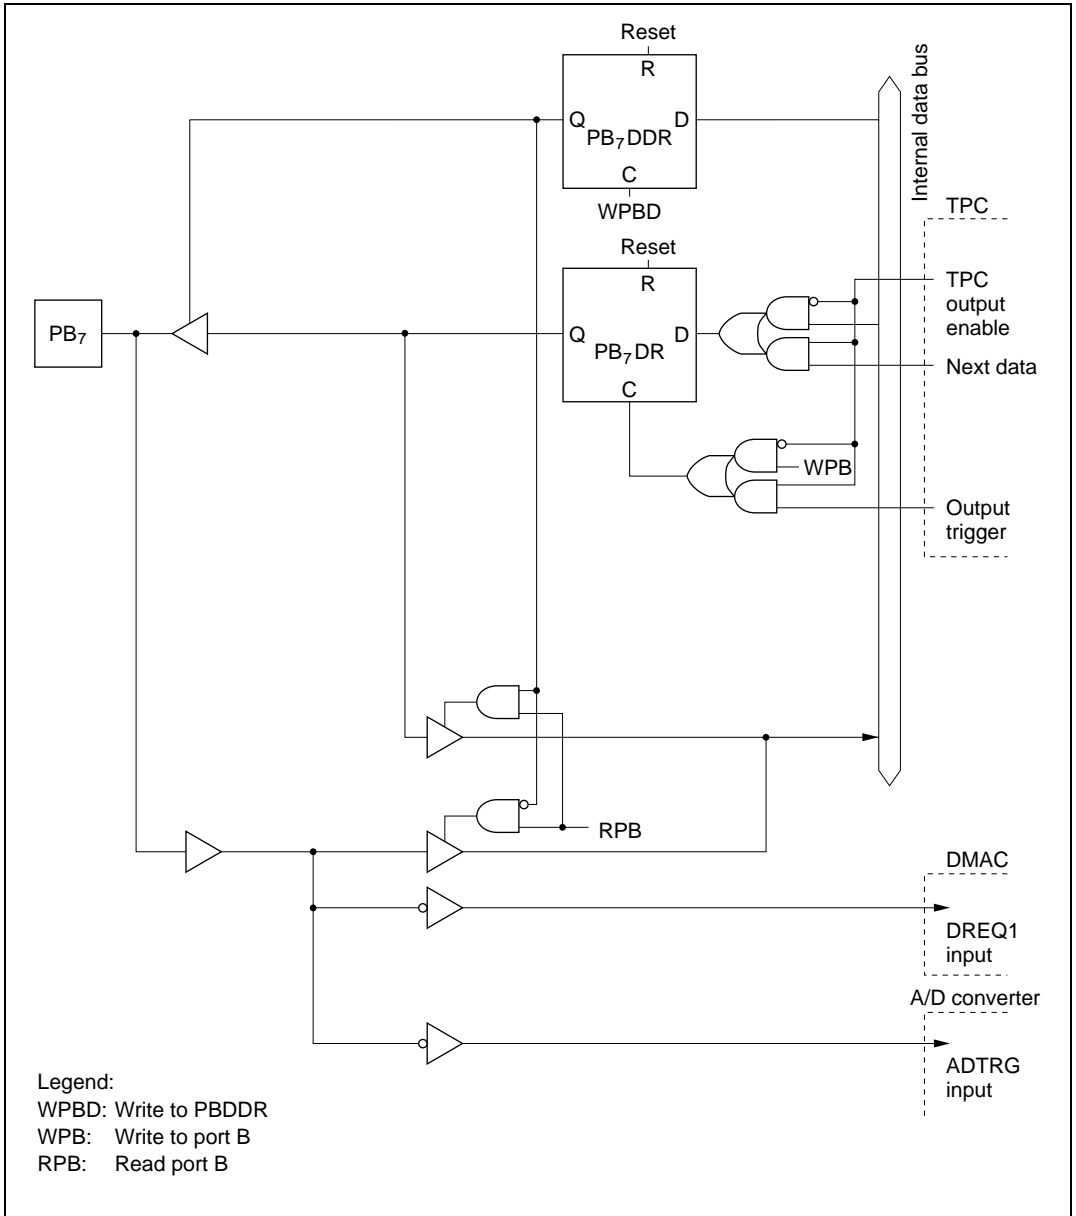 Reset
R
Q
D
PB₇DDR
C
WPBD
Internal data bus
TPC
Reset
R
Q
D
PB₇DR
C
PB₇
TPC
output
enable
Next data
WPB
Output
trigger
RPB
DMAC
DREQ1
input
A/D converter
ADTRG
input
Legend:
WPBD: Write to PBDDR
WPB: Write to port B
RPB: Read port B